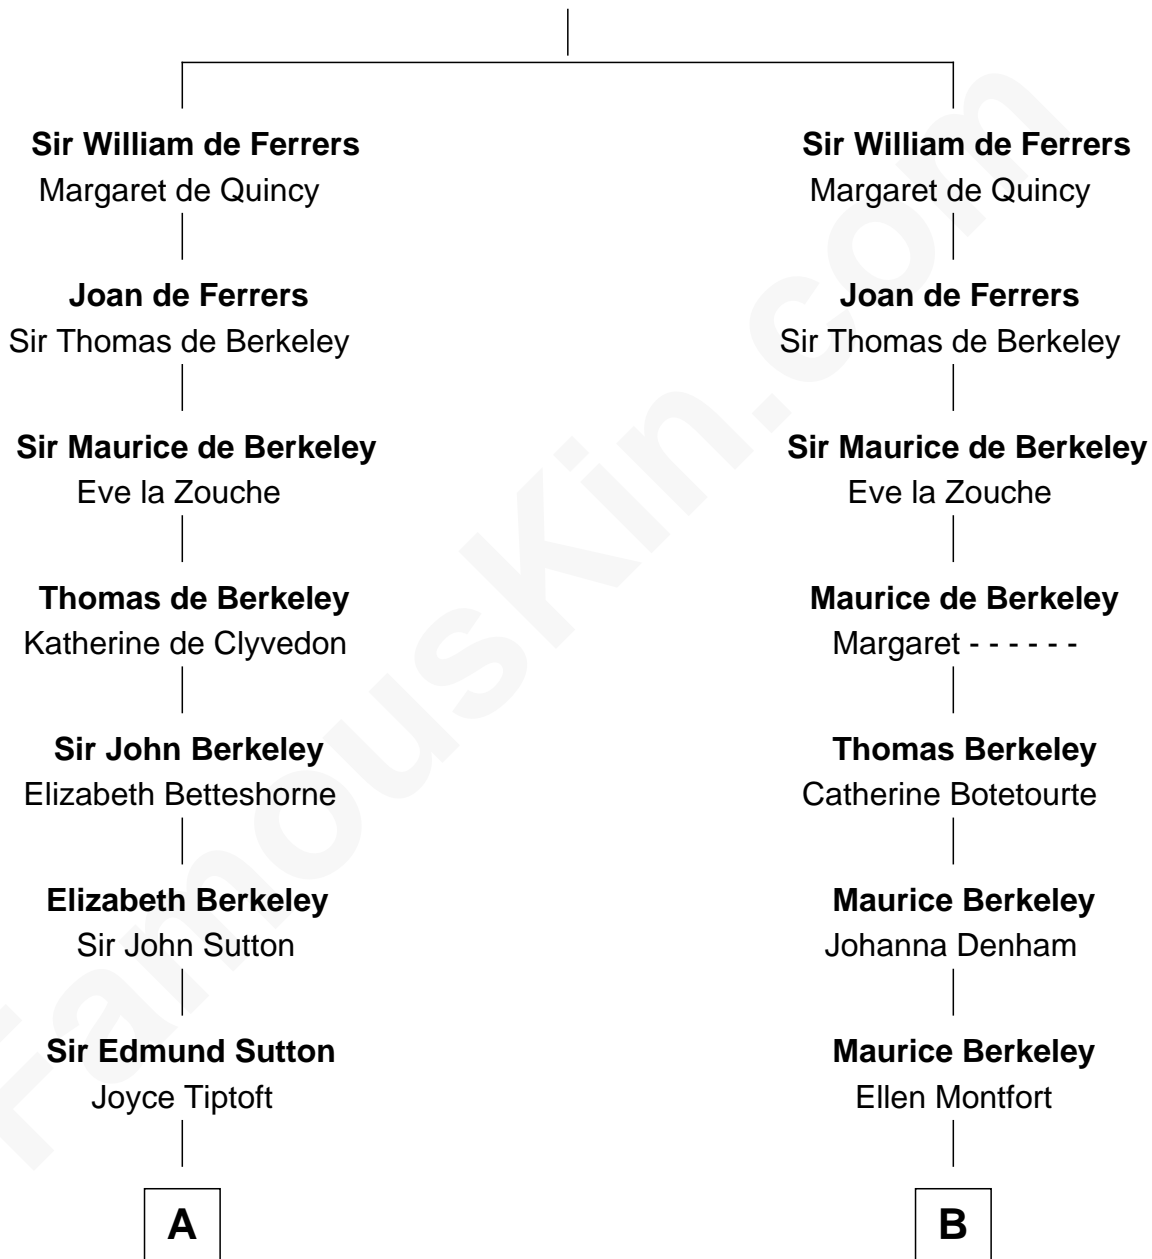 Sir William de Ferrers
Margaret de Quincy
Joan de Ferrers
Sir Thomas de Berkeley
Sir Maurice de Berkeley
Eve la Zouche
Thomas de Berkeley
Katherine de Clyvedon
Sir John Berkeley
Elizabeth Betteshorne
Elizabeth Berkeley
Sir John Sutton
Sir Edmund Sutton
Joyce Tiptoft
A
Sir William de Ferrers
Margaret de Quincy
Joan de Ferrers
Sir Thomas de Berkeley
Sir Maurice de Berkeley
Eve la Zouche
Maurice de Berkeley
Margaret - - - - - -
Thomas Berkeley
Catherine Botetourte
Maurice Berkeley
Johanna Denham
Maurice Berkeley
Ellen Montfort
B
FamousKin.com